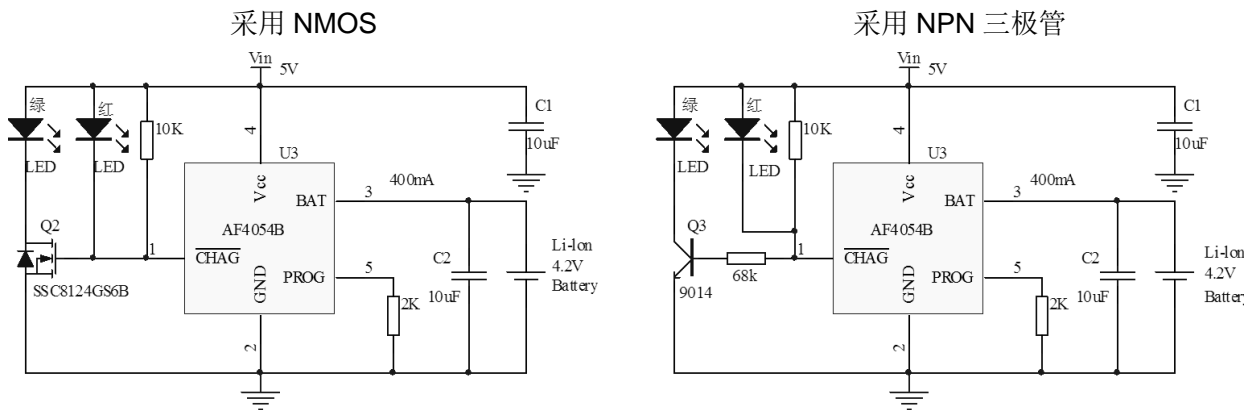 采用 NMOS
Vin
5V
绿
红
LED
LED
10K
4
C1
10uF
U3
Vcc
BAT
3
400mA
AF4054B
Q2
1
CHAG
SSC8124GS6B
GND
PROG
5
2K
C2
10uF
Li-Ion
4.2V
Battery
2
采用 NPN 三极管
Vin
5V
绿
红
LED
LED
10K
4
C1
10uF
U3
Vcc
BAT
3
400mA
AF4054B
Q3
9014
68k
1
CHAG
GND
PROG
5
2K
C2
10uF
Li-Ion
4.2V
Battery
2